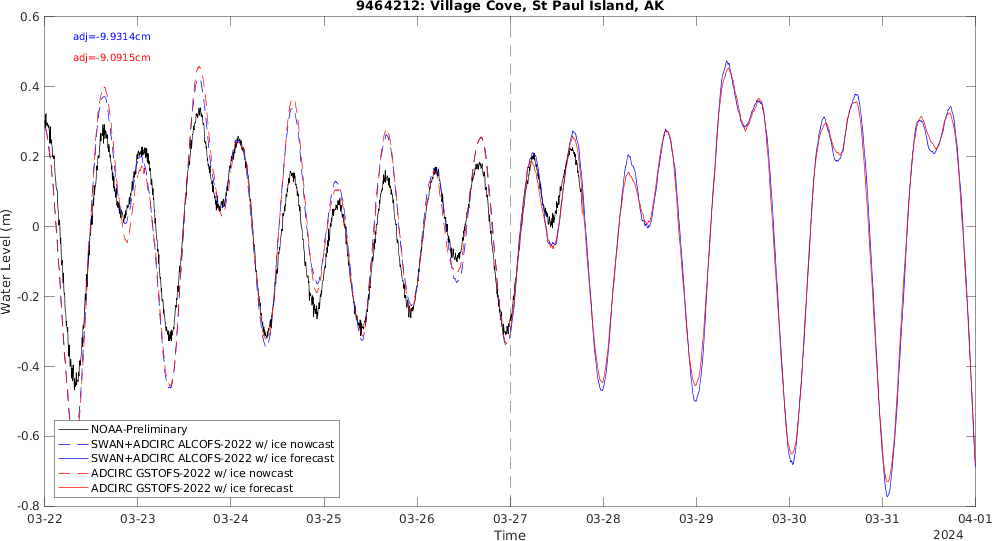 9464212: Village Cove, St Paul Island, AK
adj=-9.9314cm
adj=-9.0915cm
0.6
0.4
0.2
0
-0.2
-0.4
-0.6
-0.8
Water Level (m)
NOAA-Preliminary
SWAN+ADCIRC ALCOFS-2022 w/ ice nowcast
SWAN+ADCIRC ALCOFS-2022 w/ ice forecast
ADCIRC GSTOFS-2022 w/ ice nowcast
ADCIRC GSTOFS-2022 w/ ice forecast
03-22 03-23 03-24 03-25 03-26 03-27 03-28 03-29 03-30 03-31 04-01
Time
2024